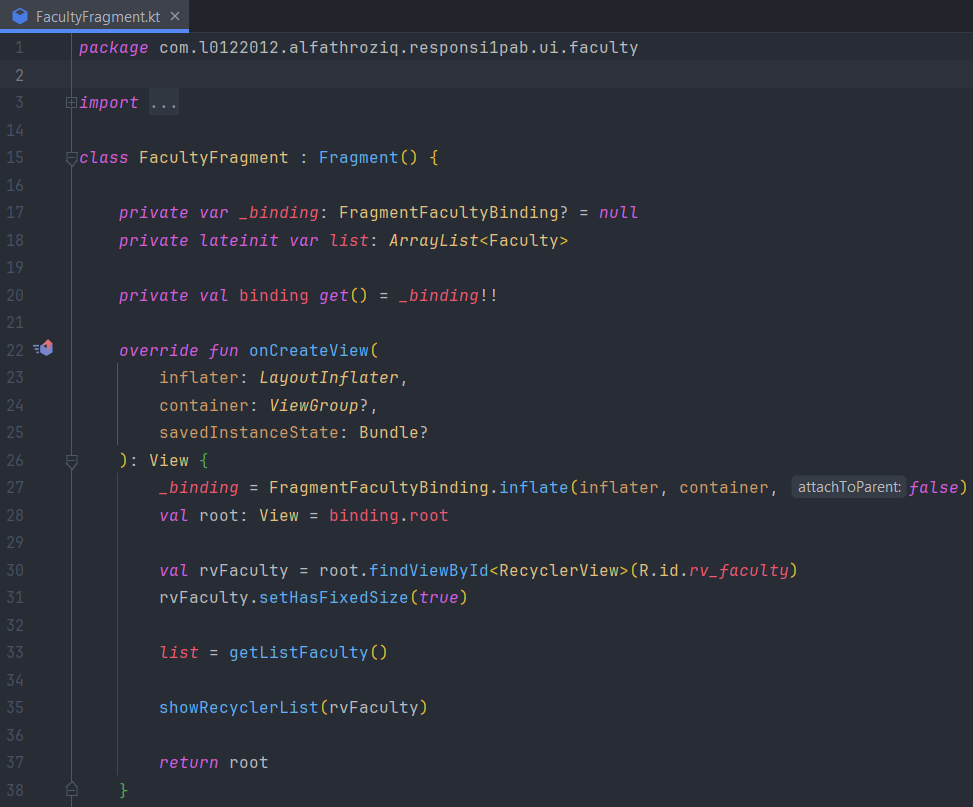 FacultyFragment.kt ×
1 package com.l0122012.alfathroziq.responsi1pab.ui.faculty
2
3 import ...
14
15 class FacultyFragment : Fragment() {
16
17 private var _binding: FragmentFacultyBinding? = null
18 private lateinit var list: ArrayList<Faculty>
19
20 private val binding get() = _binding!!
21
22 override fun onCreateView(
23 inflater: LayoutInflater,
24 container: ViewGroup?,
25 savedInstanceState: Bundle?
26 ): View {
27 _binding = FragmentFacultyBinding.inflate(inflater, container, attachToParent: false)
28 val root: View = binding.root
29
30 val rvFaculty = root.findViewById<RecyclerView>(R.id.rv_faculty)
31 rvFaculty.setHasFixedSize(true)
32
33 list = getListFaculty()
34
35 showRecyclerList(rvFaculty)
36
37 return root
38 }